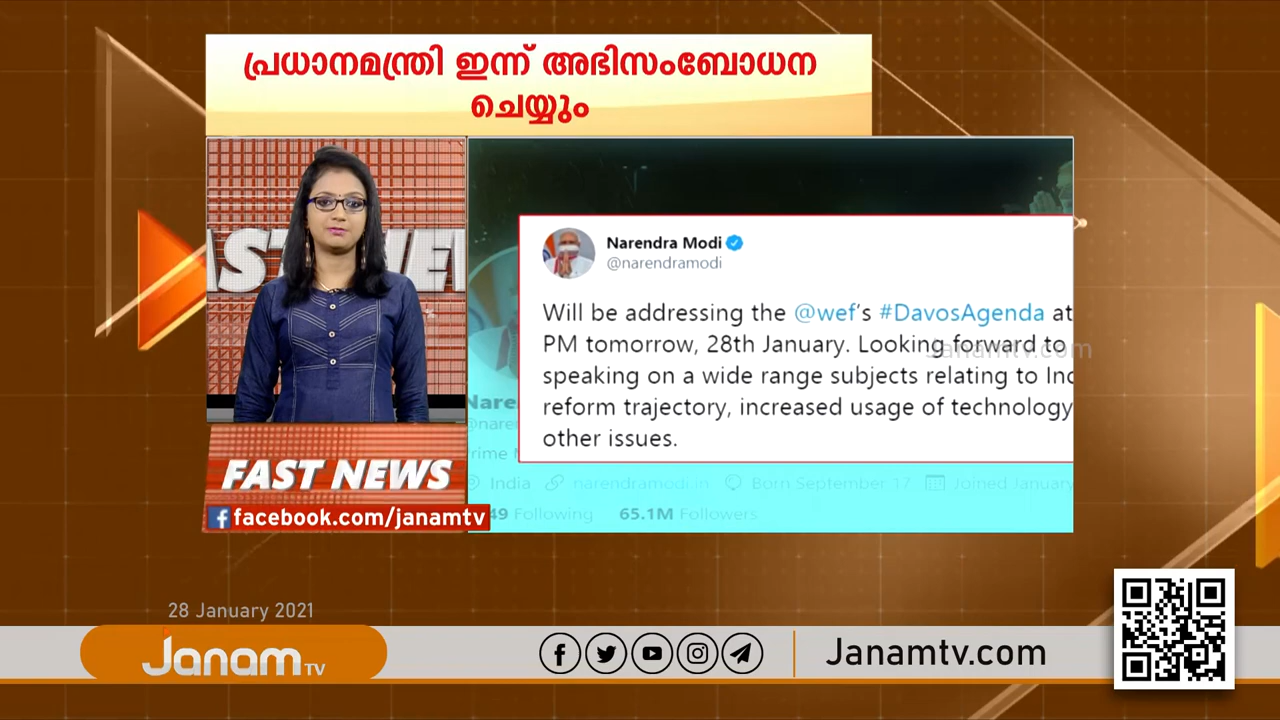 പ്രധാനമന്ത്രി ഇന്ന് അഭിസംബോധന
ചെയ്യും
Narendra Modi
@narendramodi
Will be addressing the @wef's #DavosAgenda at
PM tomorrow, 28th January. Looking forward to
speaking on a wide range subjects relating to
reform trajectory, increased usage of technology
other issues.
Janamtv.com
India narendramodi.in Born September 17 Joined January
49 Following 65.1M Followers
FAST NEWS
facebook.com/janamtv
28 January 2021
Janam TV
Janamtv.com